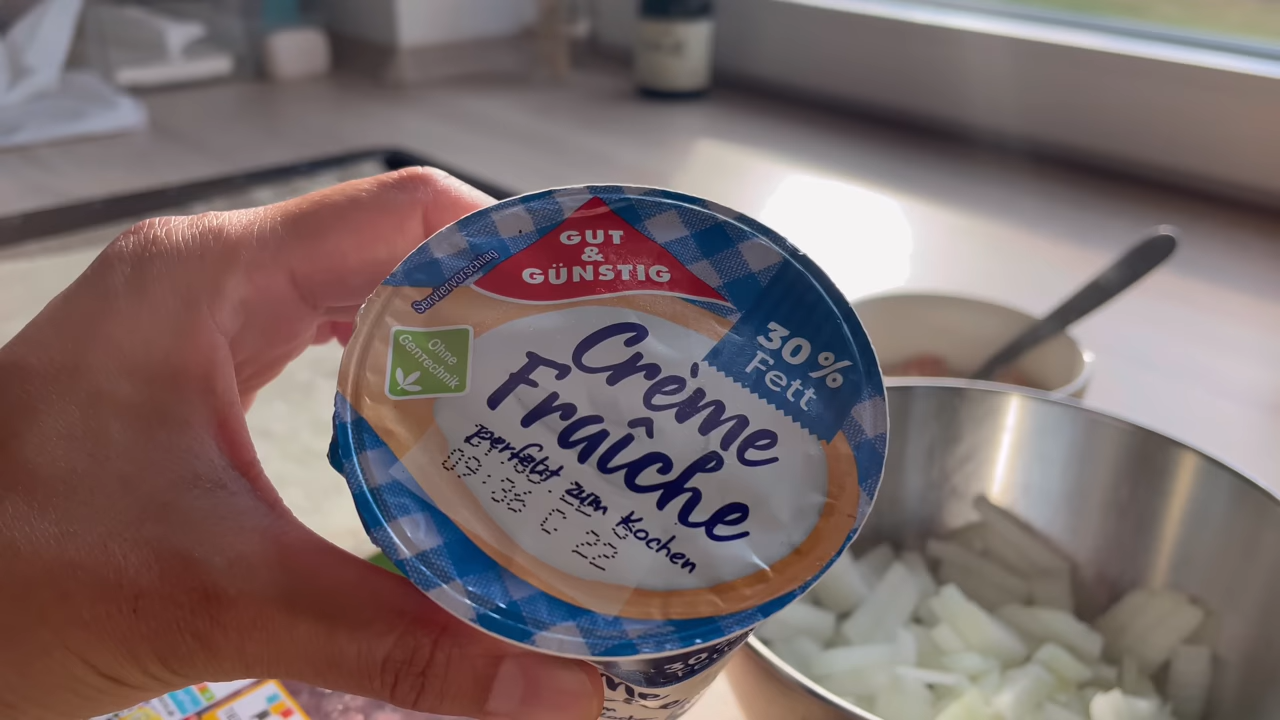 GUT
&
GÜNSTIG
Serviervorschlag
30%
Fett
Ohne
GenTechnik
Crème
Fraîche
perfekt zum Kochen
09:36 C 22